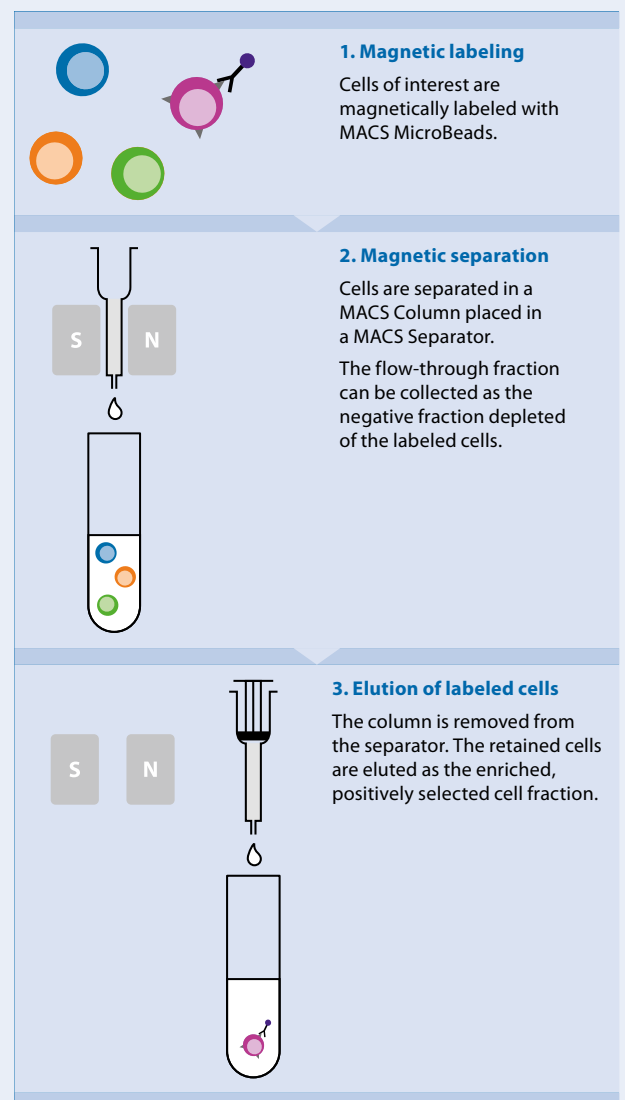 1. Magnetic labeling
Cells of interest are
magnetically labeled with
MACS MicroBeads.
2. Magnetic separation
Cells are separated in a
MACS Column placed in
a MACS Separator.
The flow-through fraction
can be collected as the
negative fraction depleted
of the labeled cells.
S
N
3. Elution of labeled cells
The column is removed from
the separator. The retained cells
are eluted as the enriched,
positively selected cell fraction.
S
N